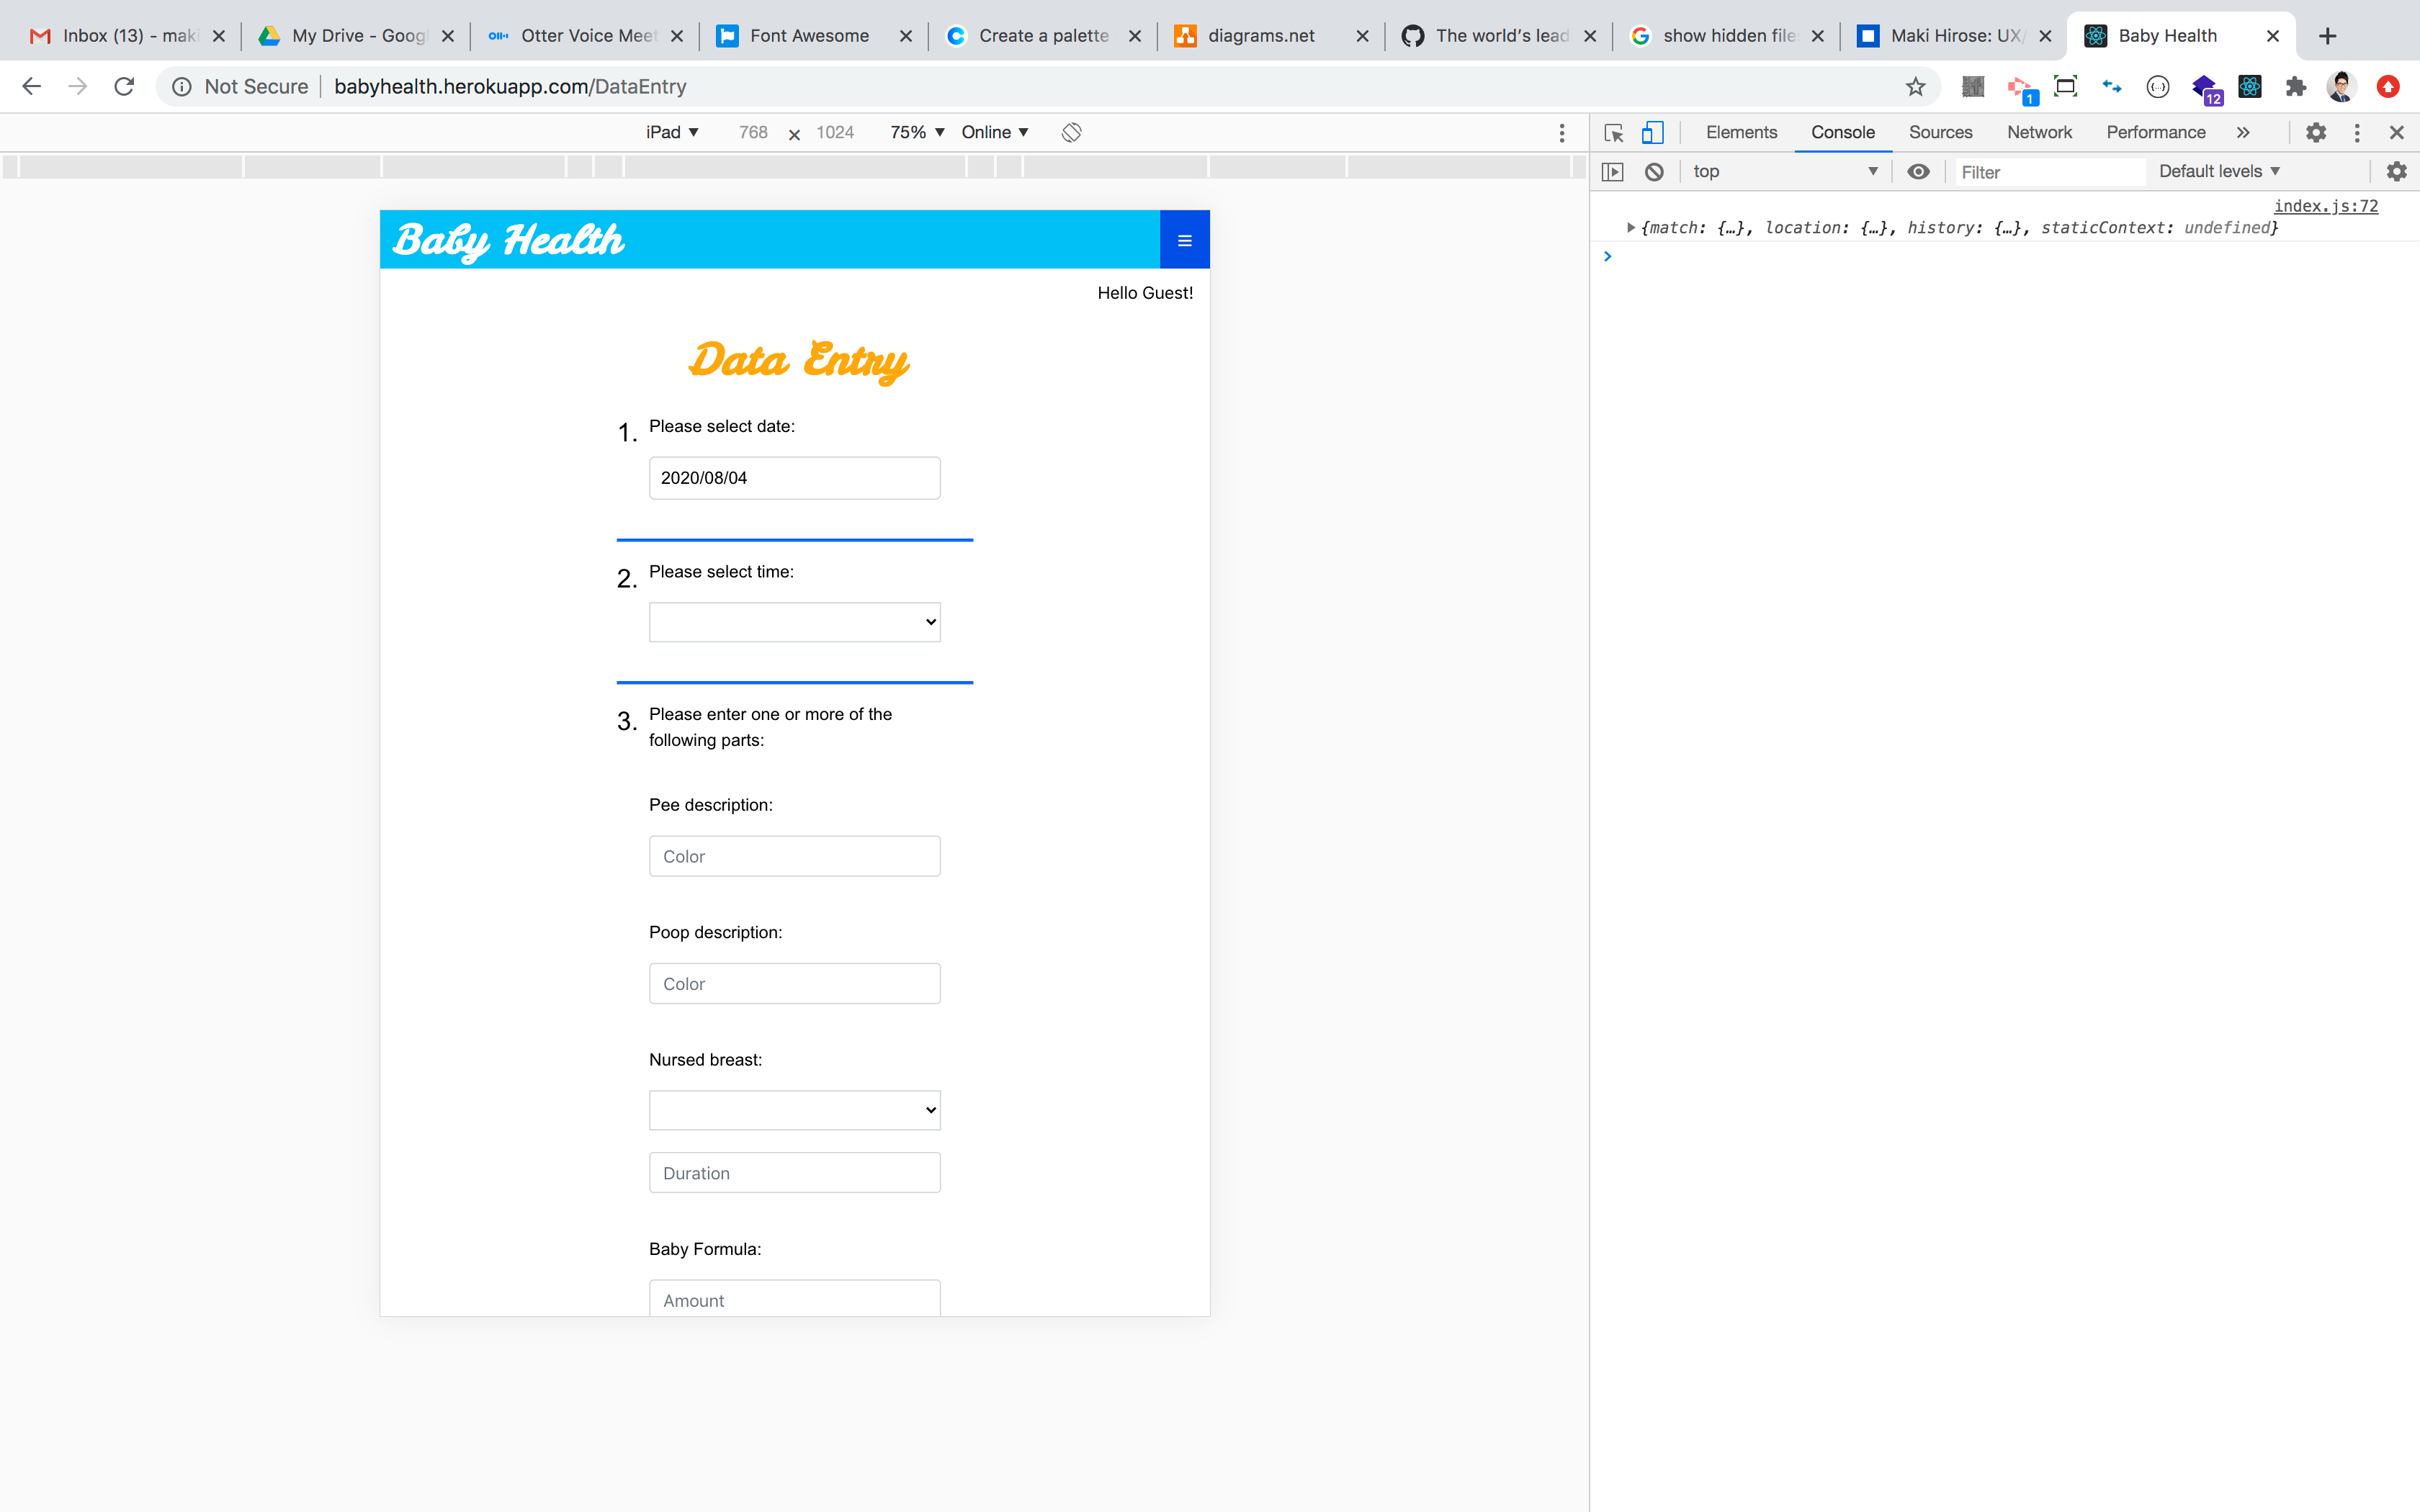 Inbox (13) - maki
My Drive - Googl
Otter Voice Meet
Font Awesome
Create a palette
diagrams.net
The world's lead
show hidden file
Maki Hirose: UX/
Baby Health
Not Secure
babyhealth.herokuapp.com/DataEntry
1
12
iPad
768
1024
75%
Online
Elements
Console
Sources
Network
Performance
top
Filter
Default levels
index.js:72
{match: {…}, location: {…}, history: {…}, staticContext: undefined}
Baby Health
Hello Guest!
Data Entry
1. Please select date:
2020/08/04
2. Please select time:
3. Please enter one or more of the
following parts:
Pee description:
Color
Poop description:
Color
Nursed breast:
Duration
Baby Formula:
Amount